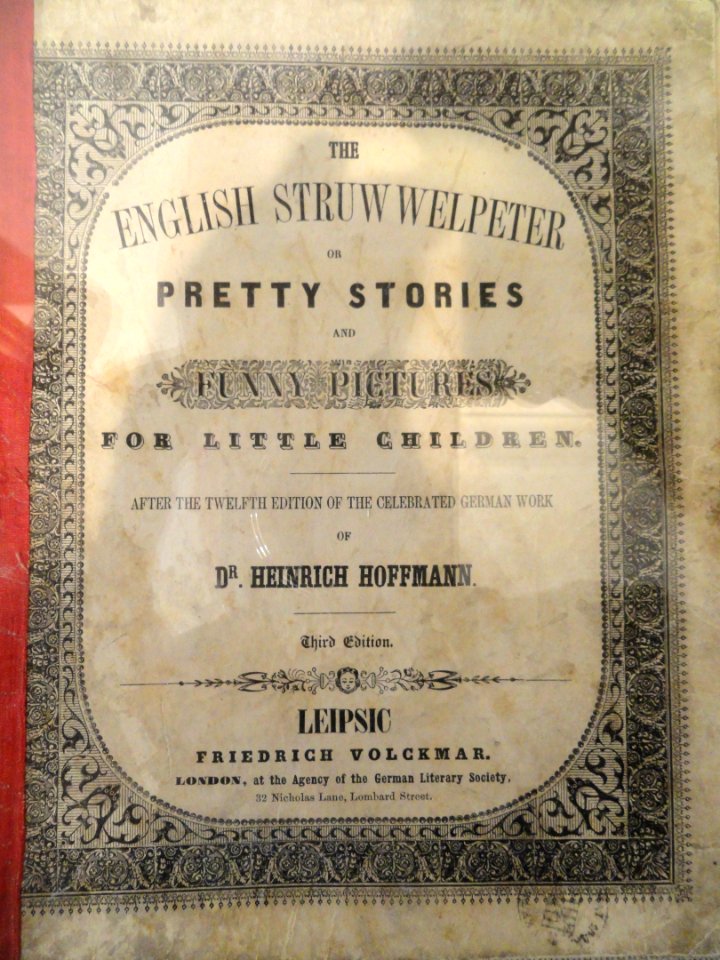 THE
ENGLISH STRUWWELPETER
OR
PRETTY STORIES
AND
FUNNY PICTURES
FOR LITTLE CHILDREN.
AFTER THE TWELFTH EDITION OF THE CELEBRATED GERMAN WORK
OF
DR. HEINRICH HOFFMANN.
Third Edition.
LEIPSIC
FRIEDRICH VOLCKMAR.
LONDON, at the Agency of the German Literary Society,
32 Nicholas Lane, Lombard Street.